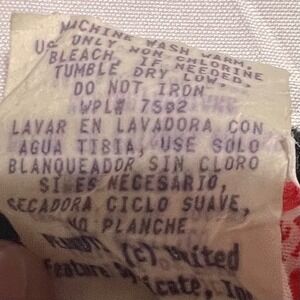 MACHINE WASH WARM,
USE ONLY NON CHLORINE
BLEACH, IF NEEDED,
TUMBLE DRY LOW,
DO NOT IRON
WPL# 7592
LAVAR EN LAVADORA CON
AGUA TIBIA, USE SOLO
BLANQUEADOR SIN CLORO
SI ES NECESARIO,
SECADORA CICLO SUAVE,
NO PLANCHE
(c) United
Feature